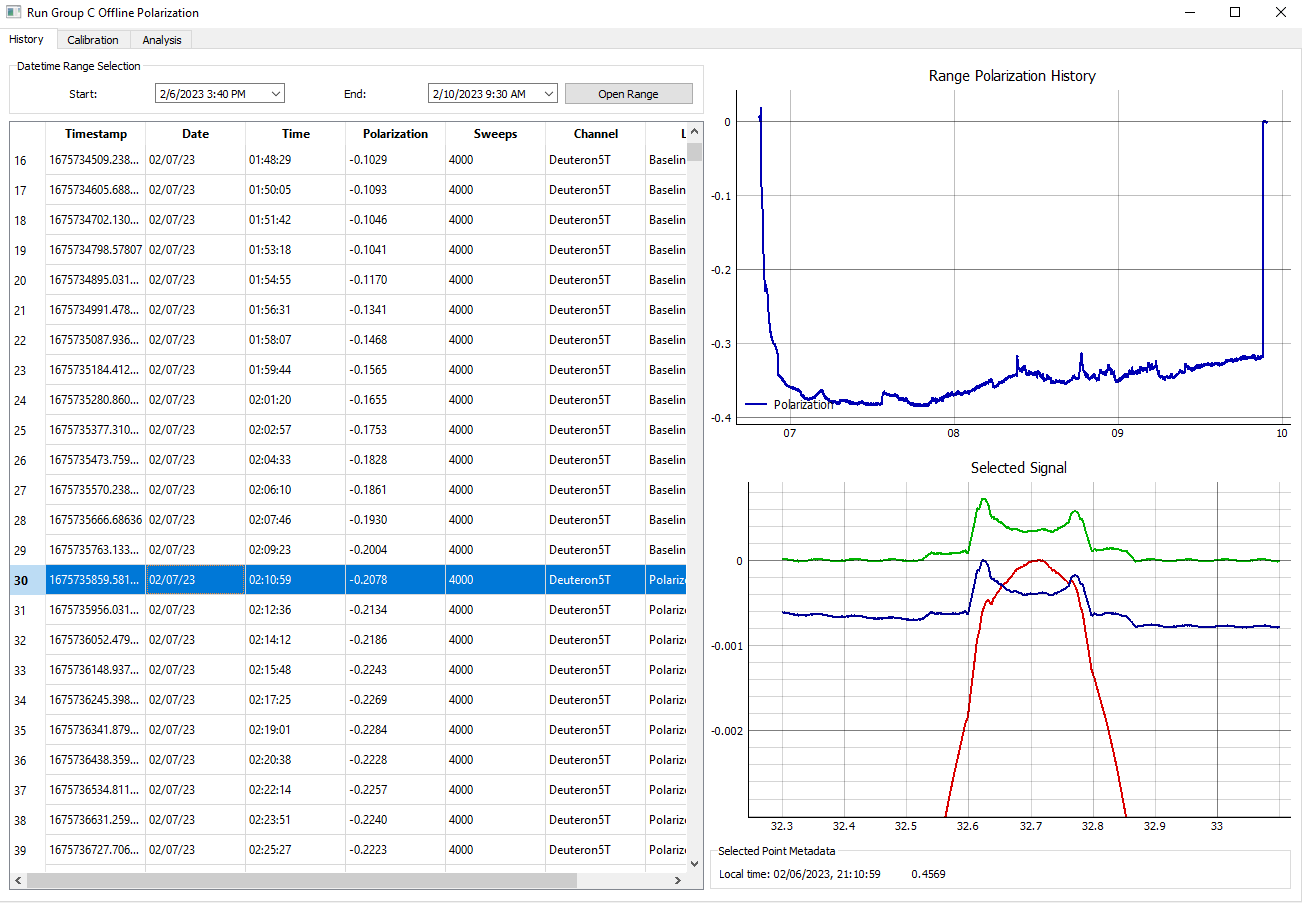 Run Group C Offline Polarization
History Calibration Analysis
Datetime Range Selection
Start: 2/6/2023 3:40 PM End: 2/10/2023 9:30 AM Open Range
Timestamp Date Time Polarization Sweeps Channel L
16 1675734509.238... 02/07/23 01:48:29 -0.1029 4000 Deuteron5T Baselin
17 1675734605.688... 02/07/23 01:50:05 -0.1093 4000 Deuteron5T Baselin
18 1675734702.130... 02/07/23 01:51:42 -0.1046 4000 Deuteron5T Baselin
19 1675734798.57807 02/07/23 01:53:18 -0.1041 4000 Deuteron5T Baselin
20 1675734895.031... 02/07/23 01:54:55 -0.1170 4000 Deuteron5T Baselin
21 1675734991.478... 02/07/23 01:56:31 -0.1341 4000 Deuteron5T Baselin
22 1675735087.936... 02/07/23 01:58:07 -0.1468 4000 Deuteron5T Baselin
23 1675735184.412... 02/07/23 01:59:44 -0.1565 4000 Deuteron5T Baselin
24 1675735280.860... 02/07/23 02:01:20 -0.1655 4000 Deuteron5T Baselin
25 1675735377.310... 02/07/23 02:02:57 -0.1753 4000 Deuteron5T Baselin
26 1675735473.759... 02/07/23 02:04:33 -0.1828 4000 Deuteron5T Baselin
27 1675735570.238... 02/07/23 02:06:10 -0.1861 4000 Deuteron5T Baselin
28 1675735666.68636 02/07/23 02:07:46 -0.1930 4000 Deuteron5T Baselin
29 1675735763.133... 02/07/23 02:09:23 -0.2004 4000 Deuteron5T Baselin
30 1675735859.581... 02/07/23 02:10:59 -0.2078 4000 Deuteron5T Polariz
31 1675735956.031... 02/07/23 02:12:36 -0.2134 4000 Deuteron5T Polariz
32 1675736052.479... 02/07/23 02:14:12 -0.2186 4000 Deuteron5T Polariz
33 1675736148.937... 02/07/23 02:15:48 -0.2243 4000 Deuteron5T Polariz
34 1675736245.398... 02/07/23 02:17:25 -0.2269 4000 Deuteron5T Polariz
35 1675736341.879... 02/07/23 02:19:01 -0.2284 4000 Deuteron5T Polariz
36 1675736438.359... 02/07/23 02:20:38 -0.2228 4000 Deuteron5T Polariz
37 1675736534.811... 02/07/23 02:22:14 -0.2257 4000 Deuteron5T Polariz
38 1675736631.259... 02/07/23 02:23:51 -0.2240 4000 Deuteron5T Polariz
39 1675736727.706... 02/07/23 02:25:27 -0.2223 4000 Deuteron5T Polariz
Range Polarization History
0
-0.1
-0.2
-0.3
-0.4
Polarization
07 08 09 10
Selected Signal
0
-0.001
-0.002
32.3 32.4 32.5 32.6 32.7 32.8 32.9 33
Selected Point Metadata
Local time: 02/06/2023, 21:10:59 0.4569